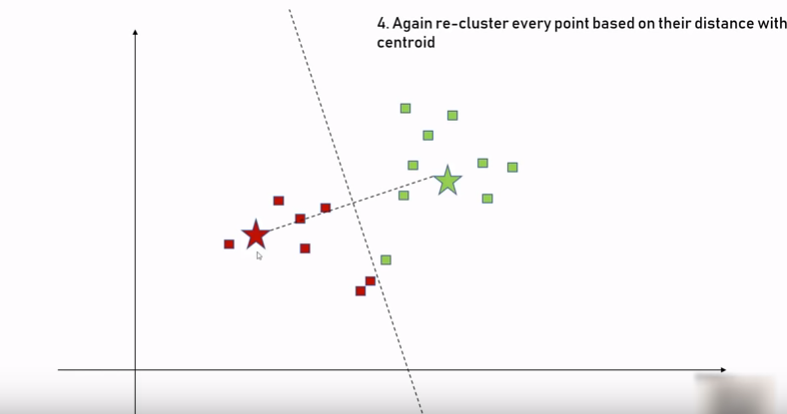 4. Again re-cluster every point based on their distance with
centroid